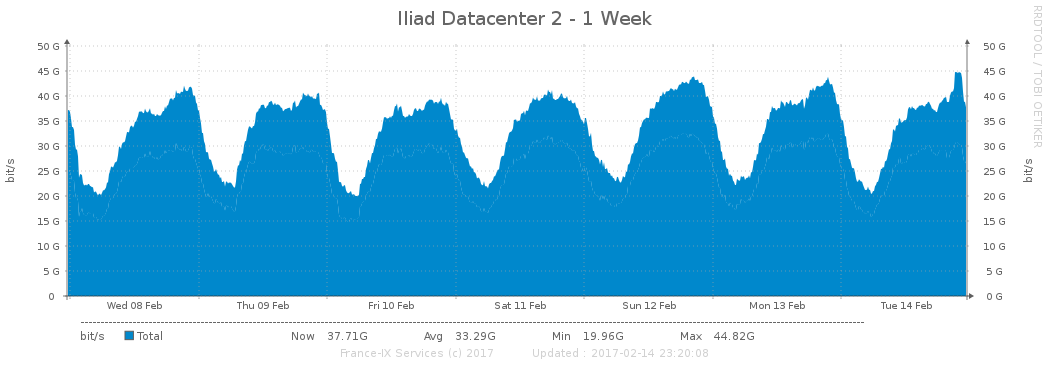 Iliad Datacenter 2 - 1 Week
RRDTOOL / TOBI OETIKER
50 G 50 G
45 G 45 G
40 G 40 G
35 G 35 G
30 G 30 G
25 G 25 G
20 G 20 G
15 G 15 G
10 G 10 G
5 G 5 G
0 0 G
bit/s bit/s
Wed 08 Feb Thu 09 Feb Fri 10 Feb Sat 11 Feb Sun 12 Feb Mon 13 Feb Tue 14 Feb
bit/s Total Now 37.71G Avg 33.29G Min 19.96G Max 44.82G
France-IX Services (c) 2017 Updated : 2017-02-14 23:20:08